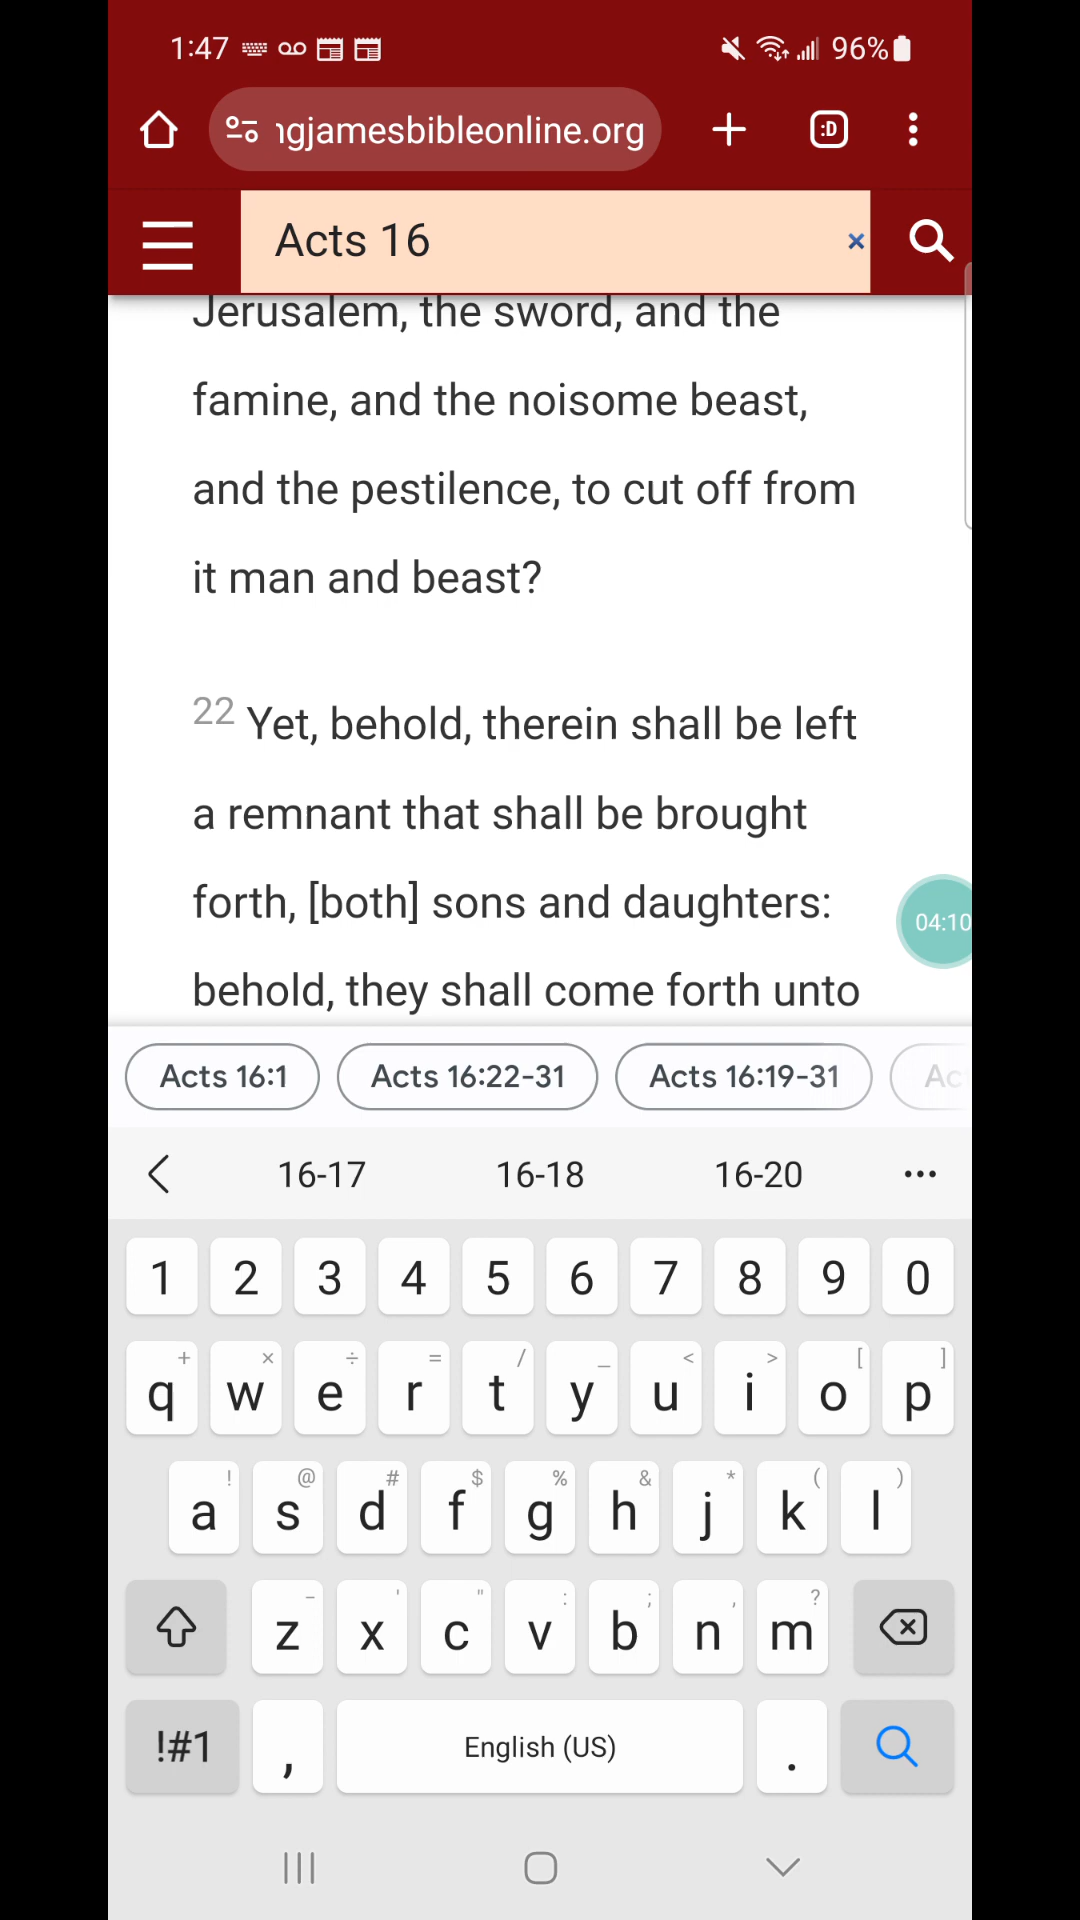 1:47 96%
ngjamesbibleonline.org :D
Acts 16 ×
Jerusalem, the sword, and the
famine, and the noisome beast,
and the pestilence, to cut off from
it man and beast?
22 Yet, behold, therein shall be left
a remnant that shall be brought
forth, [both] sons and daughters:
04:10
behold, they shall come forth unto
Acts 16:1 Acts 16:22-31 Acts 16:19-31 Ac
16-17 16-18 16-20 •••
1 2 3 4 5 6 7 8 9 0
+ × ÷ = / _ < > [ ]
q w e r t y u i o p
! @ # $ % & * ( )
a s d f g h j k l
- ' " : ; , ?
z x c v b n m
!#1 , English (US) .